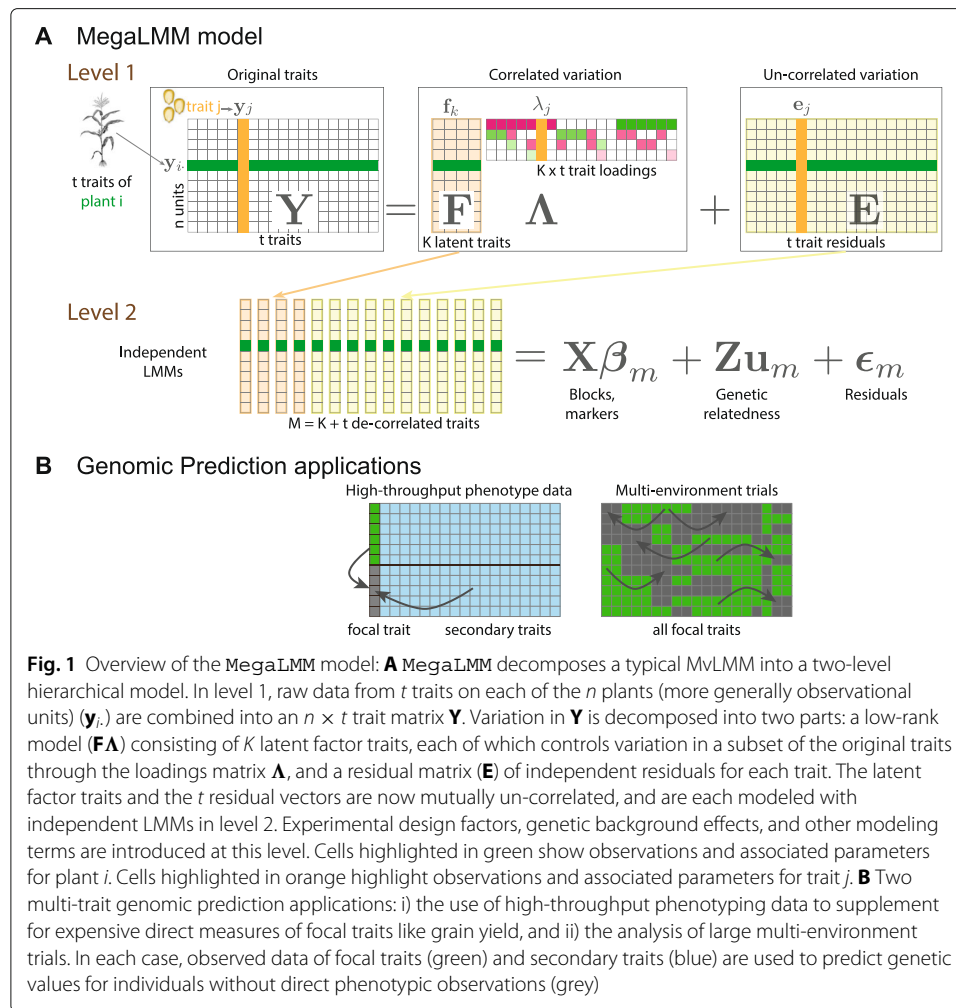 A MegaLMM model
Level 1
Original traits
Correlated variation
Un-correlated variation
trait j → yj
fk
λj
ej
yi.
t traits of
plant i
n units
K x t trait loadings
Y = F Λ + E
t traits
K latent traits
t trait residuals
Level 2
Independent
LMMs
= Xβm + Zum + ϵm
Blocks,
markers
Genetic
relatedness
Residuals
M = K + t de-correlated traits
B Genomic Prediction applications
High-throughput phenotype data
Multi-environment trials
focal trait
secondary traits
all focal traits
Fig. 1 Overview of the MegaLMM model: A MegaLMM decomposes a typical MvLMM into a two-level
hierarchical model. In level 1, raw data from t traits on each of the n plants (more generally observational
units) (yi.) are combined into an n × t trait matrix Y. Variation in Y is decomposed into two parts: a low-rank
model (FΛ) consisting of K latent factor traits, each of which controls variation in a subset of the original traits
through the loadings matrix Λ, and a residual matrix (E) of independent residuals for each trait. The latent
factor traits and the t residual vectors are now mutually un-correlated, and are each modeled with
independent LMMs in level 2. Experimental design factors, genetic background effects, and other modeling
terms are introduced at this level. Cells highlighted in green show observations and associated parameters
for plant i. Cells highlighted in orange highlight observations and associated parameters for trait j. B Two
multi-trait genomic prediction applications: i) the use of high-throughput phenotyping data to supplement
for expensive direct measures of focal traits like grain yield, and ii) the analysis of large multi-environment
trials. In each case, observed data of focal traits (green) and secondary traits (blue) are used to predict genetic
values for individuals without direct phenotypic observations (grey)